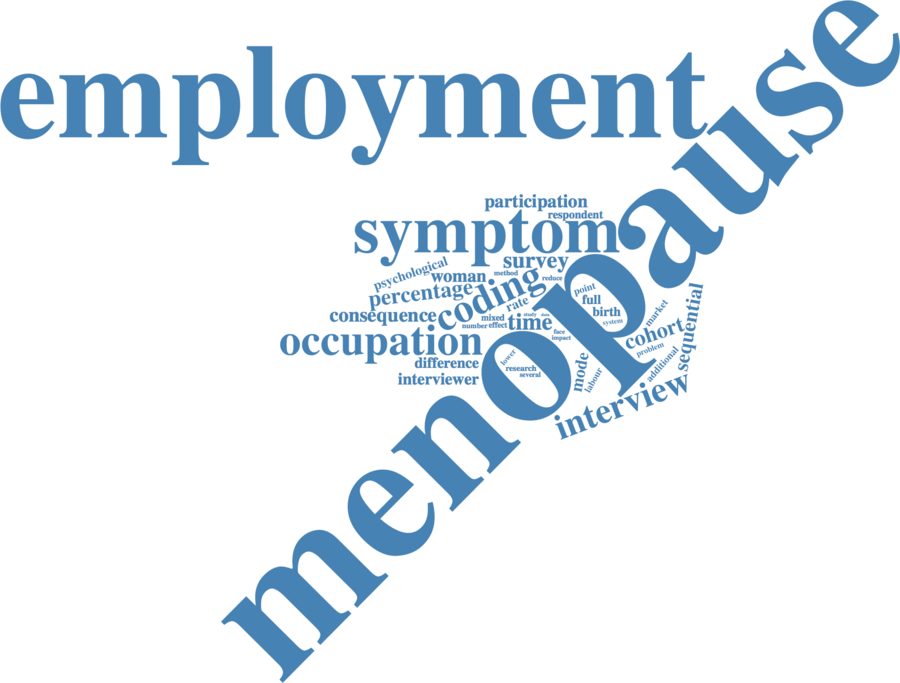 employment
menopause
participation
respondent
symptom
survey
psychological
woman
method
reduce
percentage
coding
rate
point
full
birth
system
consequence
mixed
study
data
number
effect
time
face
impact
occupation
market
cohort
problem
sequential
difference
lower
research
several
interviewer
mode
labour
additional
interview